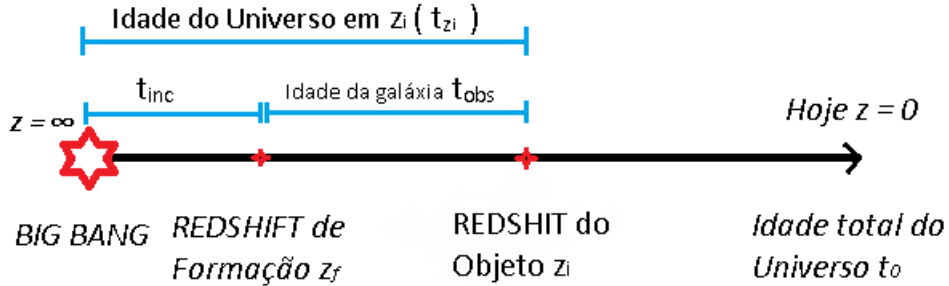 Idade do Universo em zi ( tzi )
tinc
Idade da galáxia tobs
z = ∞
Hoje z = 0
BIG BANG
REDSHIFT de
Formação zf
REDSHIT do
Objeto zi
Idade total do
Universo to